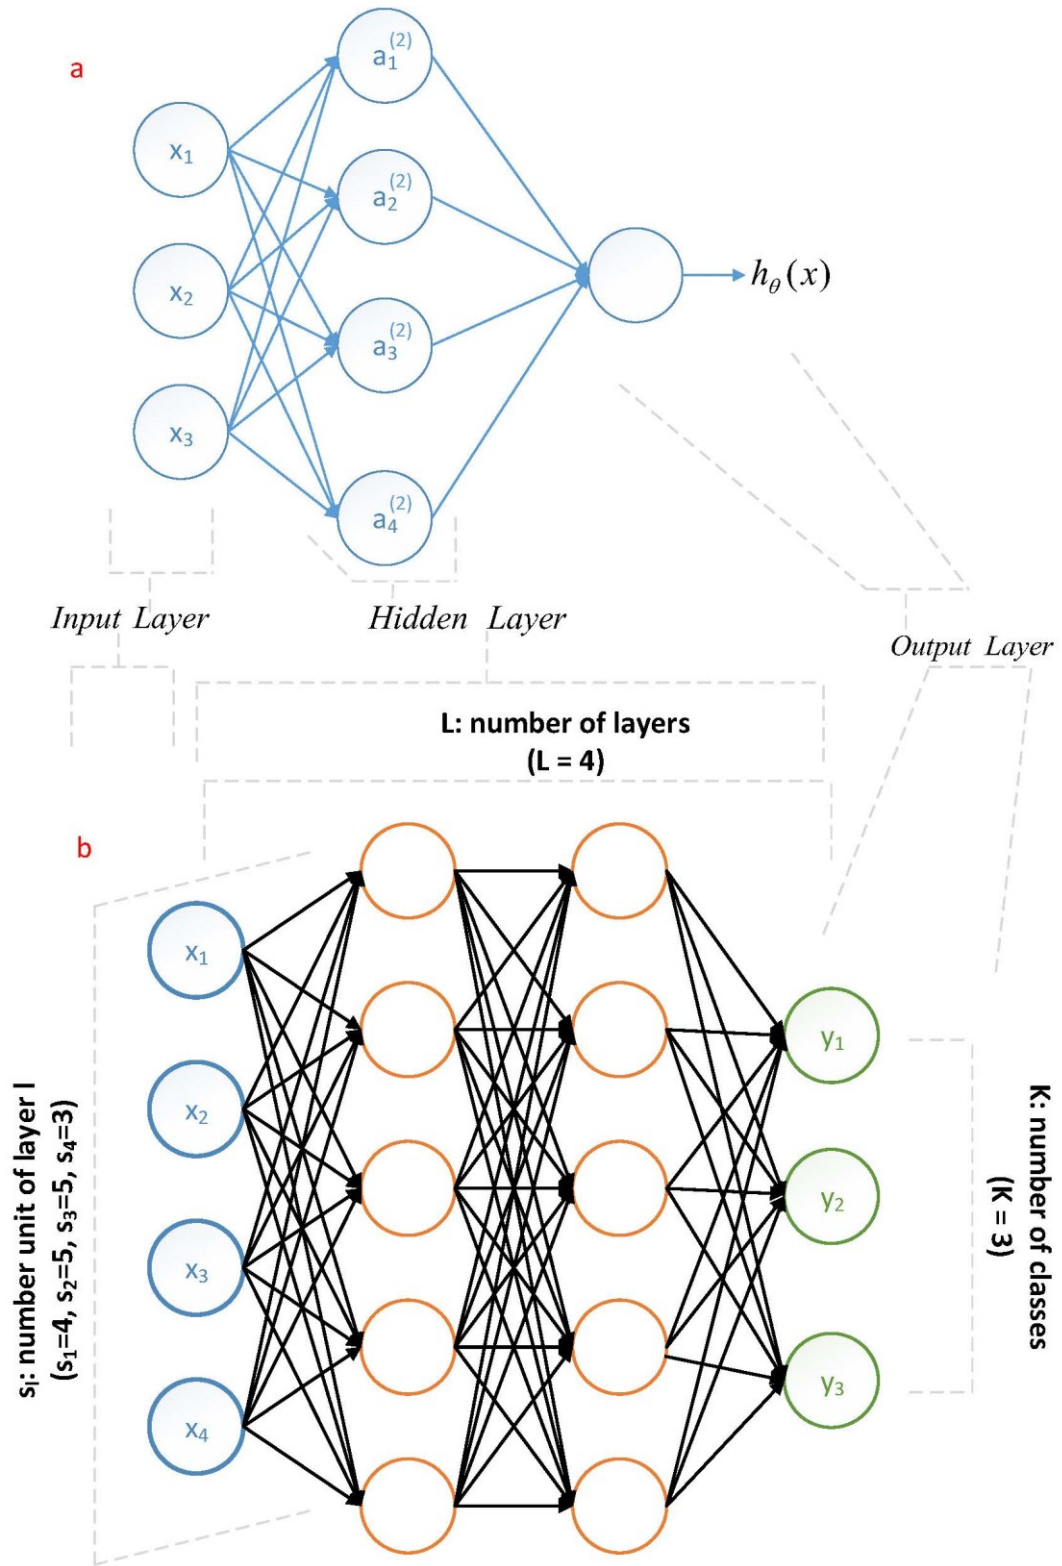 a
x₁
x₂
x₃
a₁⁽²⁾
a₂⁽²⁾
a₃⁽²⁾
a₄⁽²⁾
h_θ(x)
Input Layer
Hidden Layer
Output Layer
L: number of layers
(L = 4)
b
sₗ: number unit of layer l
(s₁=4, s₂=5, s₃=5, s₄=3)
x₁
x₂
x₃
x₄
y₁
y₂
y₃
K: number of classes
(K = 3)